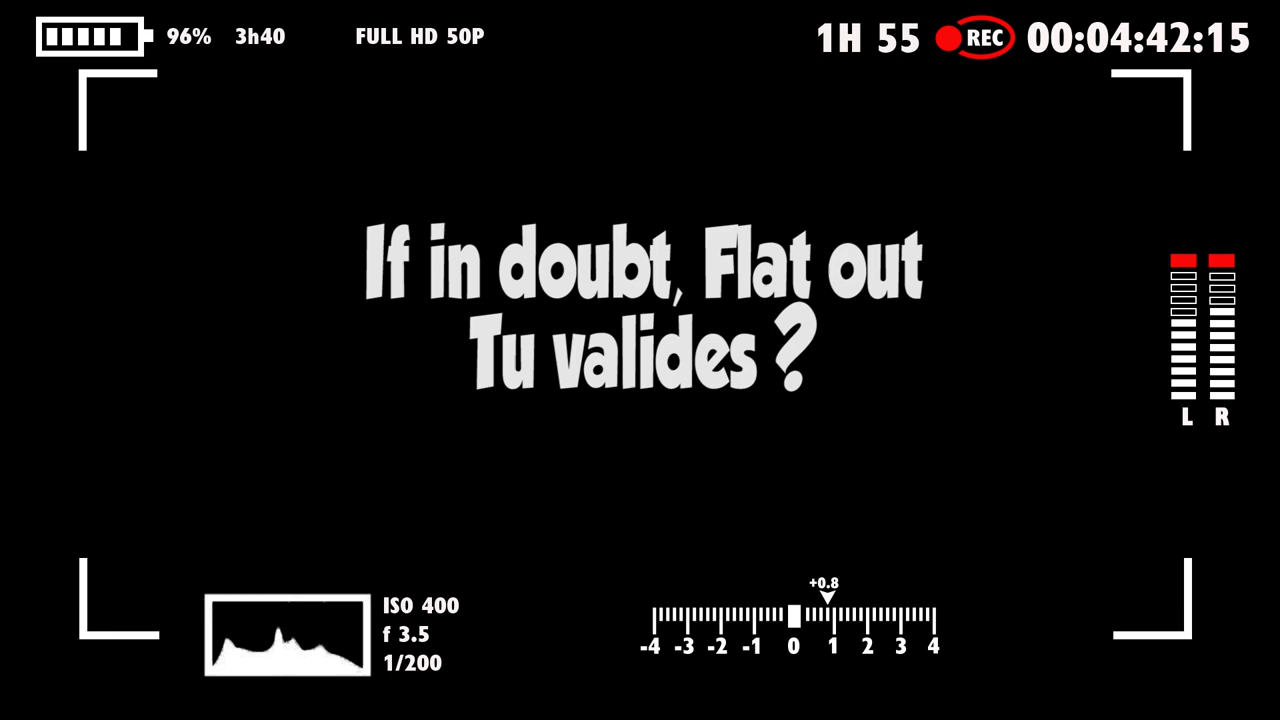 96% 3h40 FULL HD 50P 1H 55 REC 00:04:42:15
If in doubt, Flat out
Tu valides ?
L R
+0.8
ISO 400
f 3.5
1/200
-4 -3 -2 -1 0 1 2 3 4